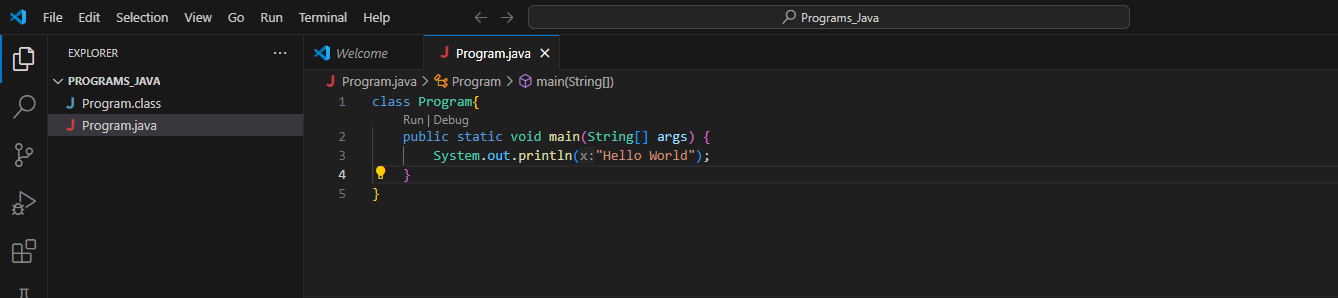 File Edit Selection View Go Run Terminal Help
Programs_Java
EXPLORER
Welcome
Program.java
PROGRAMS_JAVA
Program.class
Program.java
Program.java > Program > main(String[])
1 class Program{
Run | Debug
2 public static void main(String[] args) {
3 System.out.println(x:"Hello World");
4 }
5 }